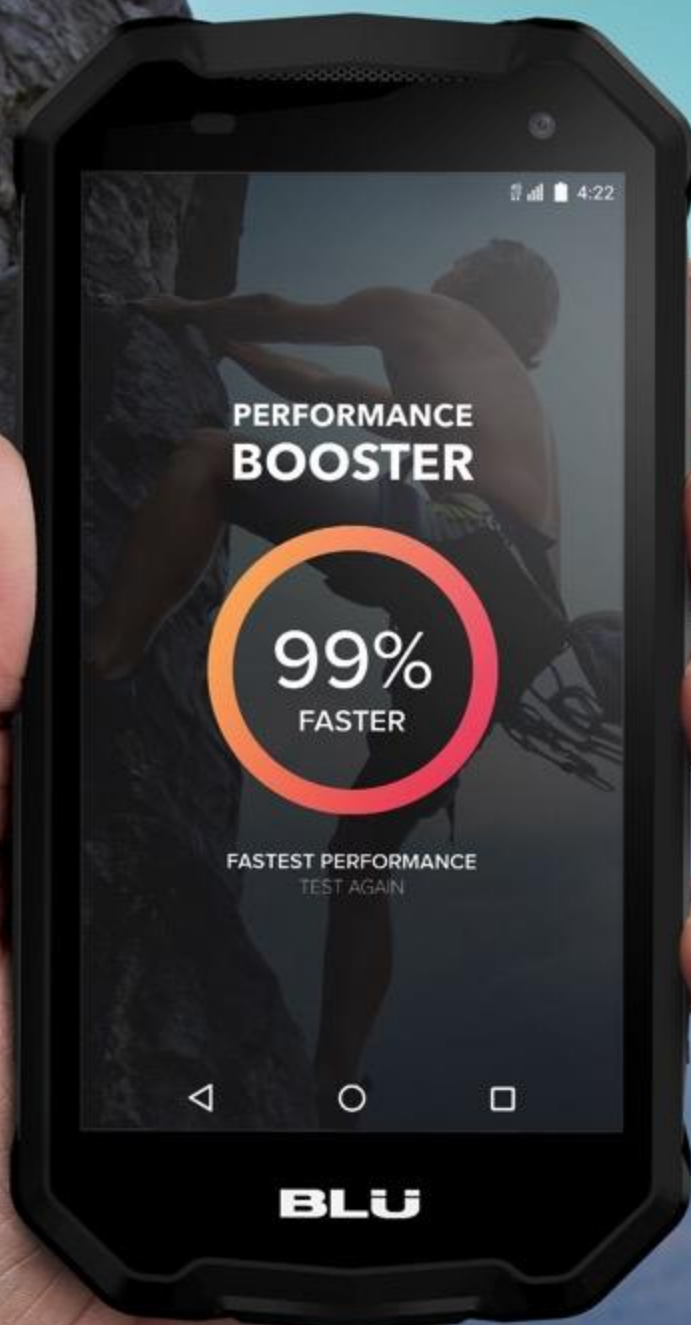 4:22
PERFORMANCE
BOOSTER
99%
FASTER
FASTEST PERFORMANCE
TEST AGAIN
BLU